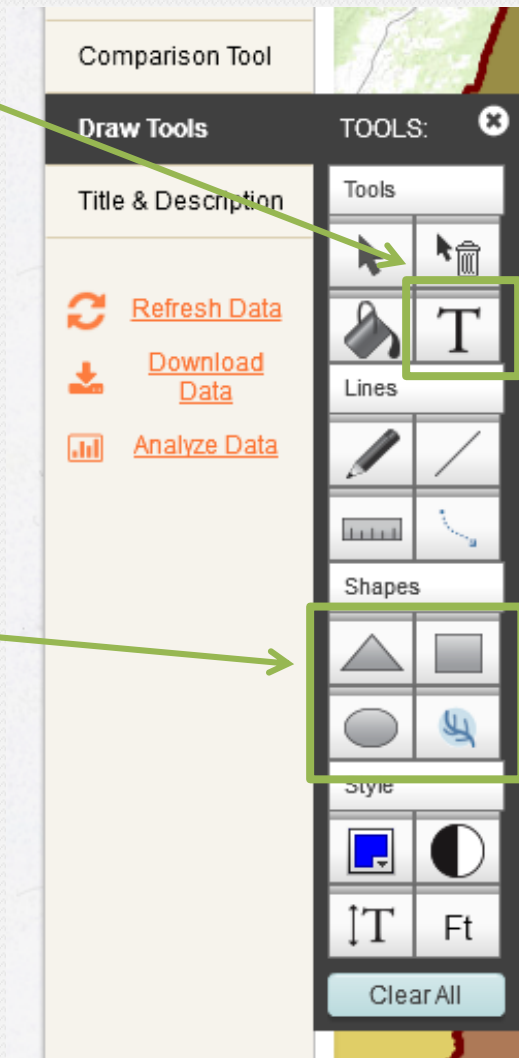 Comparison Tool
Draw Tools
TOOLS:
Title & Description
Tools
T
Refresh Data
Download
Data
Analyze Data
Lines
Shapes
Style
T
Ft
Clear All